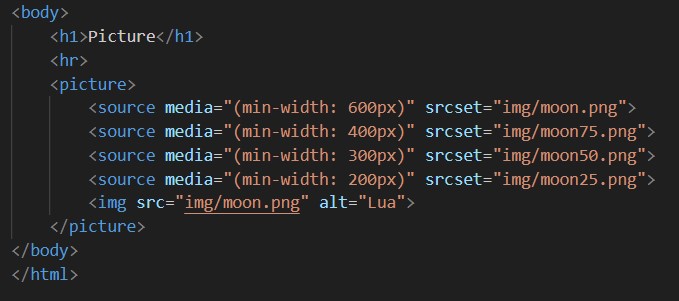 <body>
<h1>Picture</h1>
<hr>
<picture>
<source media="(min-width: 600px)" srcset="img/moon.png">
<source media="(min-width: 400px)" srcset="img/moon75.png">
<source media="(min-width: 300px)" srcset="img/moon50.png">
<source media="(min-width: 200px)" srcset="img/moon25.png">
<img src="img/moon.png" alt="Lua">
</picture>
</body>
</html>